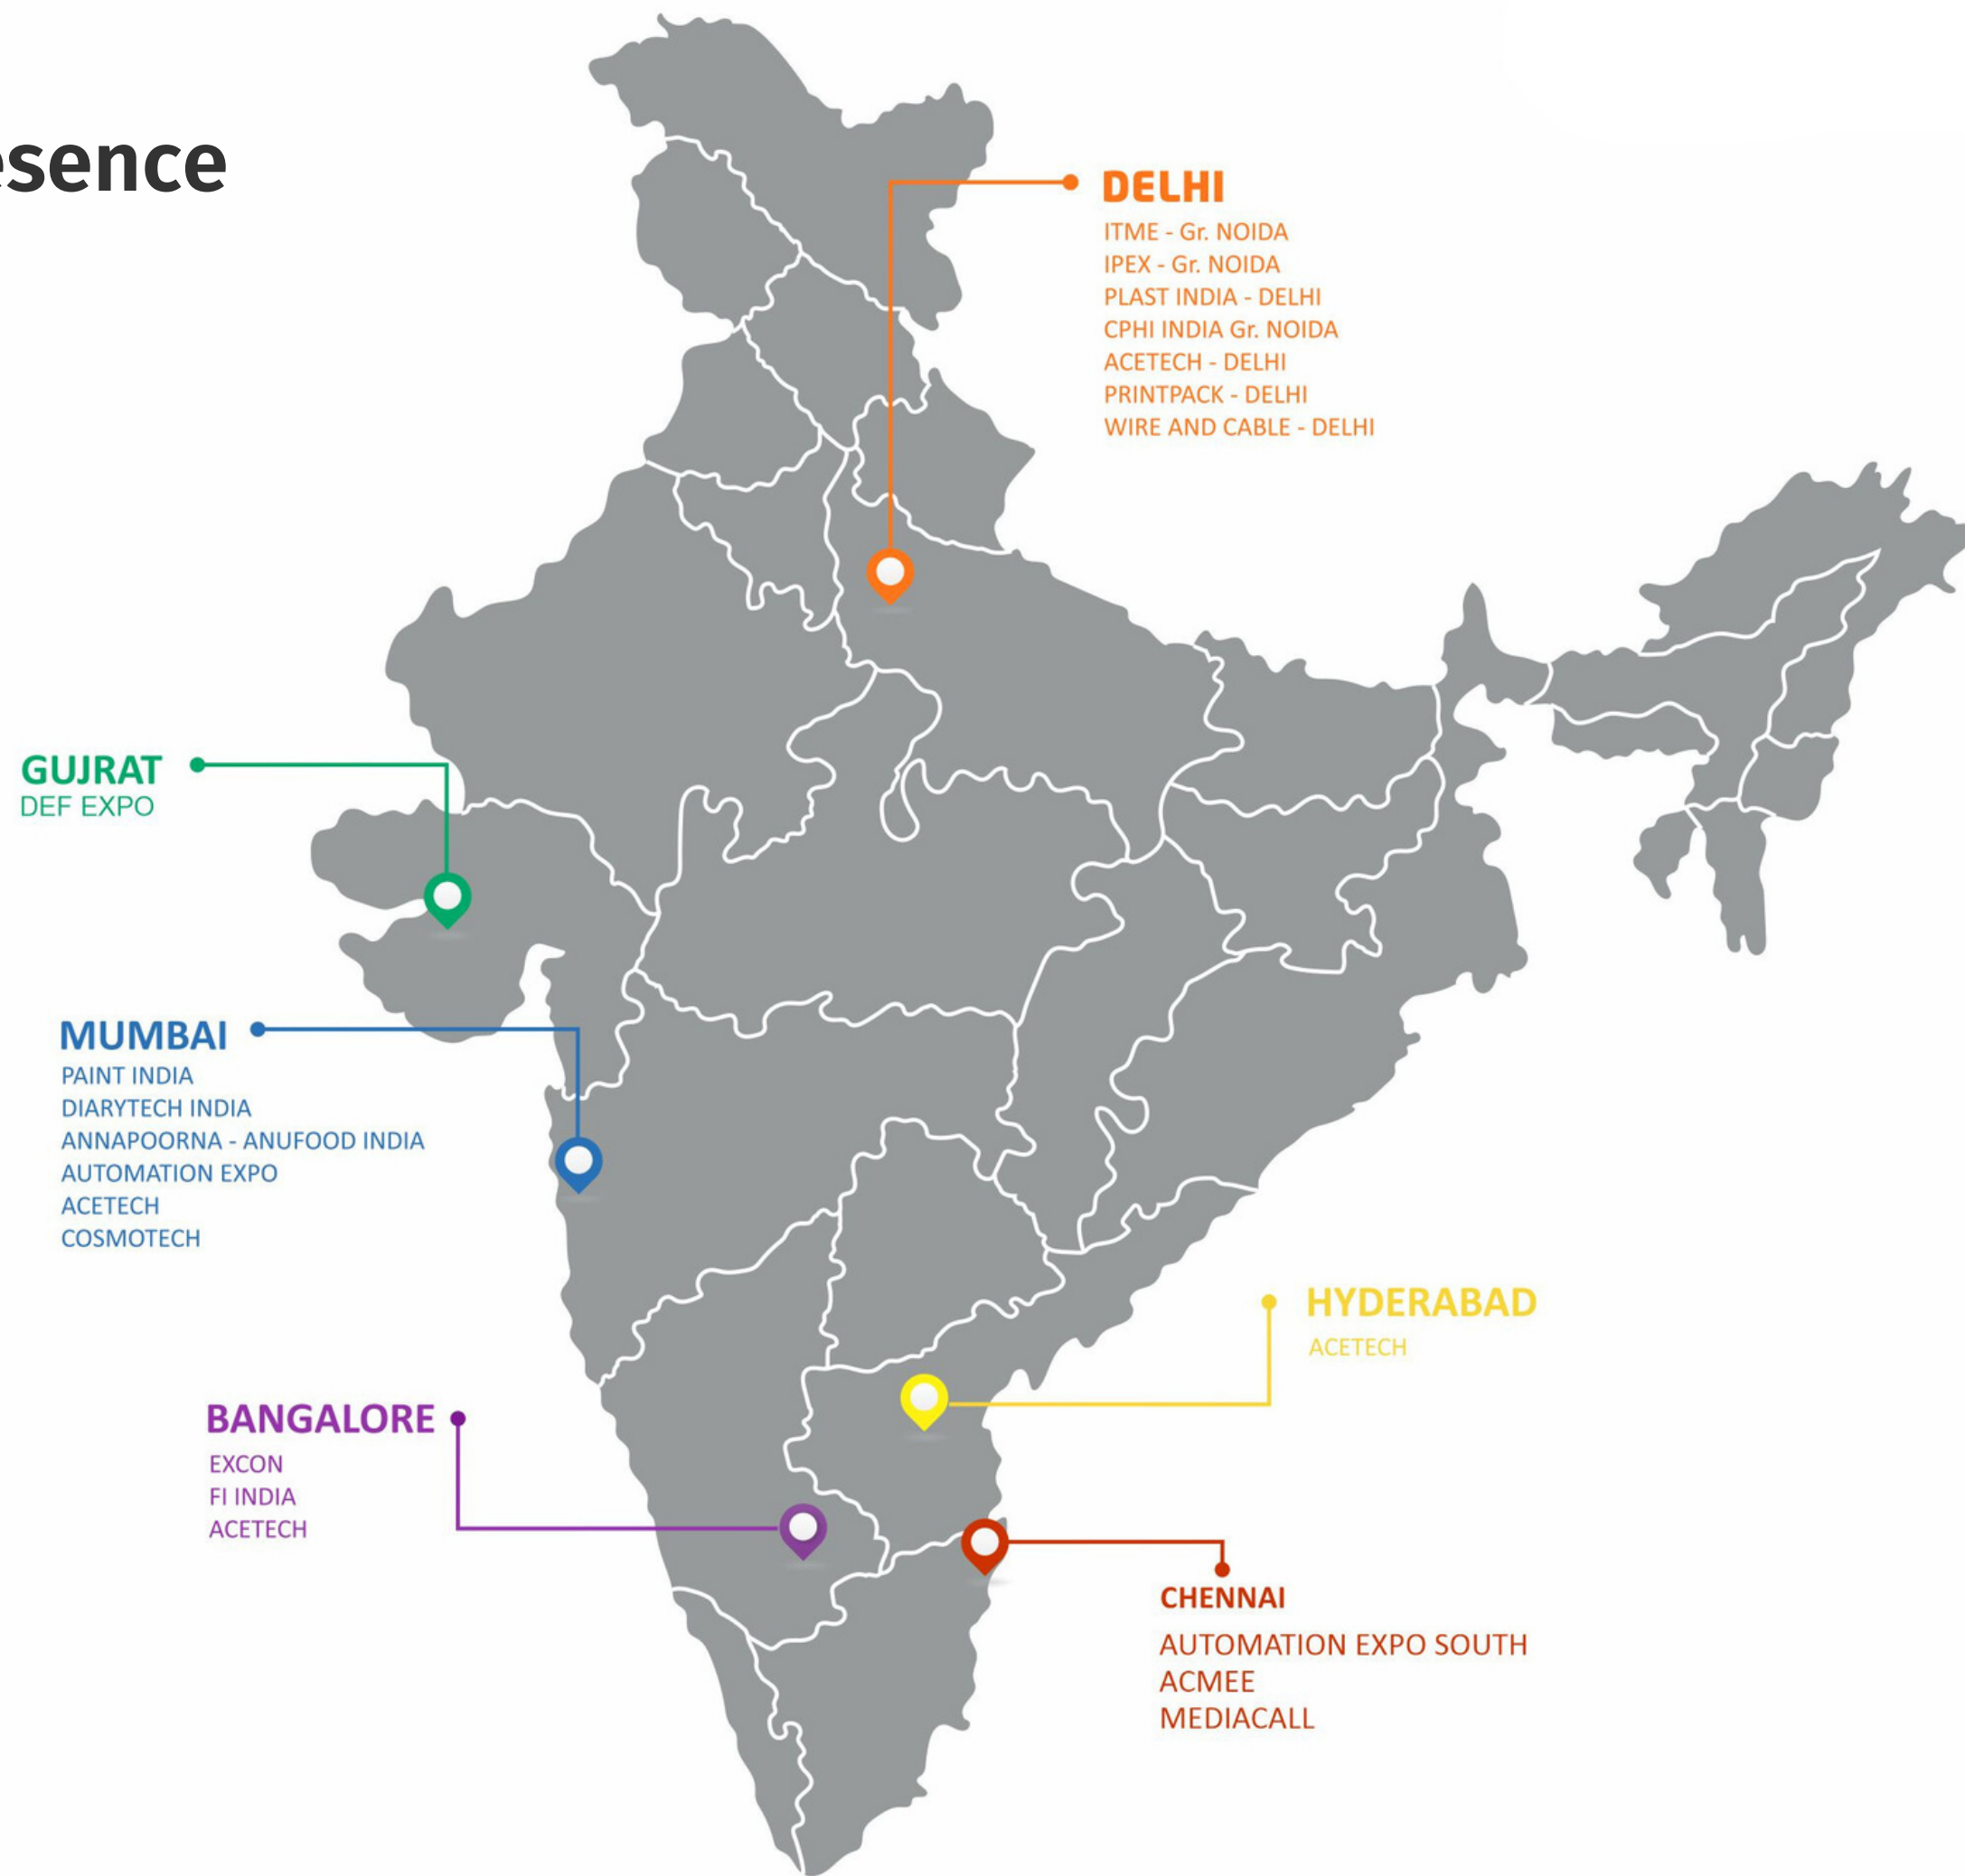 esence
DELHI
ITME - Gr. NOIDA
IPEX - Gr. NOIDA
PLAST INDIA - DELHI
CPHI INDIA Gr. NOIDA
ACETECH - DELHI
PRINTPACK - DELHI
WIRE AND CABLE - DELHI
GUJRAT
DEF EXPO
MUMBAI
PAINT INDIA
DIARYTECH INDIA
ANNAPOORNA - ANUFOOD INDIA
AUTOMATION EXPO
ACETECH
COSMOTECH
HYDERABAD
ACETECH
BANGALORE
EXCON
FI INDIA
ACETECH
CHENNAI
AUTOMATION EXPO SOUTH
ACMEE
MEDIACALL